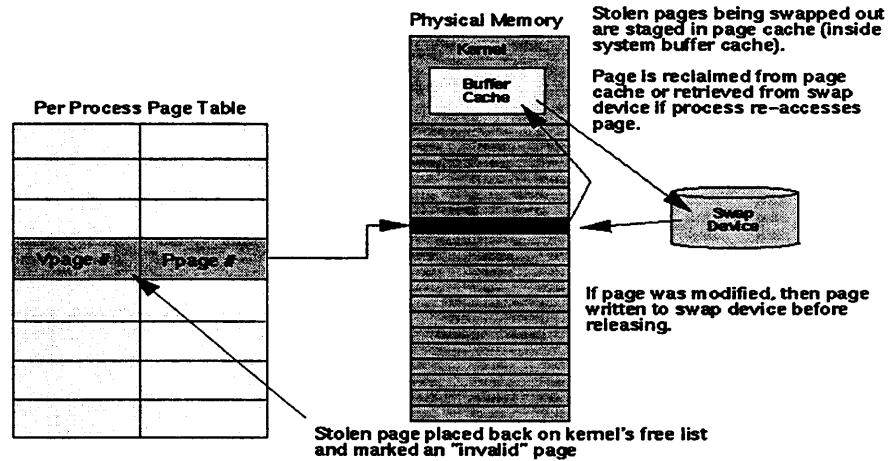 Physical Memory
Kernel
Buffer
Cache
Stolen pages being swapped out
are staged in page cache (inside
system buffer cache).
Page is reclaimed from page
cache or retrieved from swap
device if process re-accesses
page.
Per Process Page Table
Vpage #
Ppage #
Swap
Device
If page was modified, then page
written to swap device before
releasing.
Stolen page placed back on kernel's free list
and marked an "invalid" page